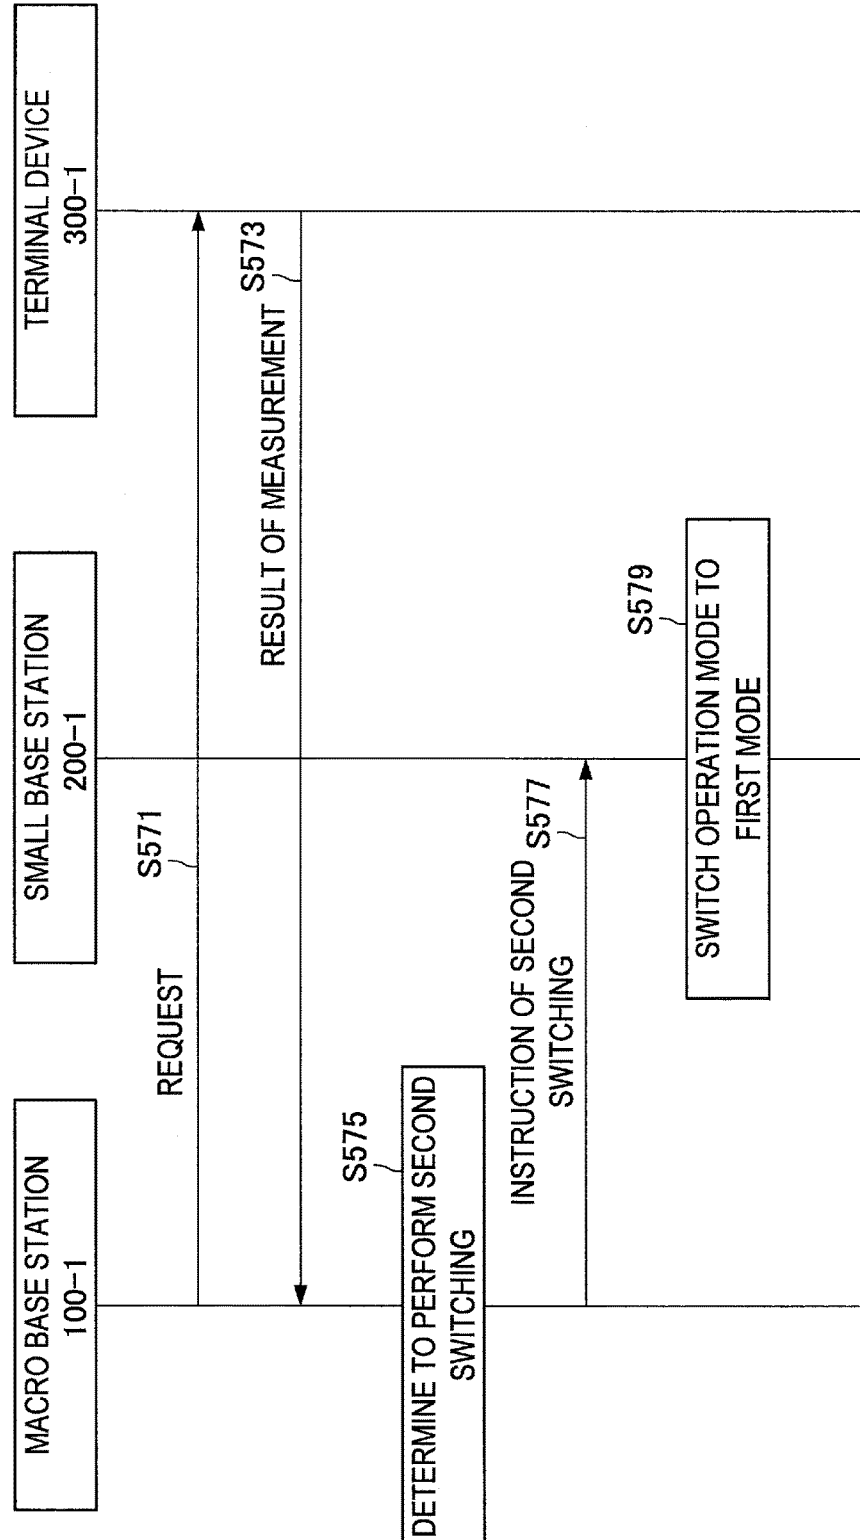 MACRO BASE STATION
100-1
SMALL BASE STATION
200-1
TERMINAL DEVICE
300-1
REQUEST
S571
RESULT OF MEASUREMENT
S573
S575
DETERMINE TO PERFORM SECOND
SWITCHING
INSTRUCTION OF SECOND
SWITCHING
S577
S579
SWITCH OPERATION MODE TO
FIRST MODE